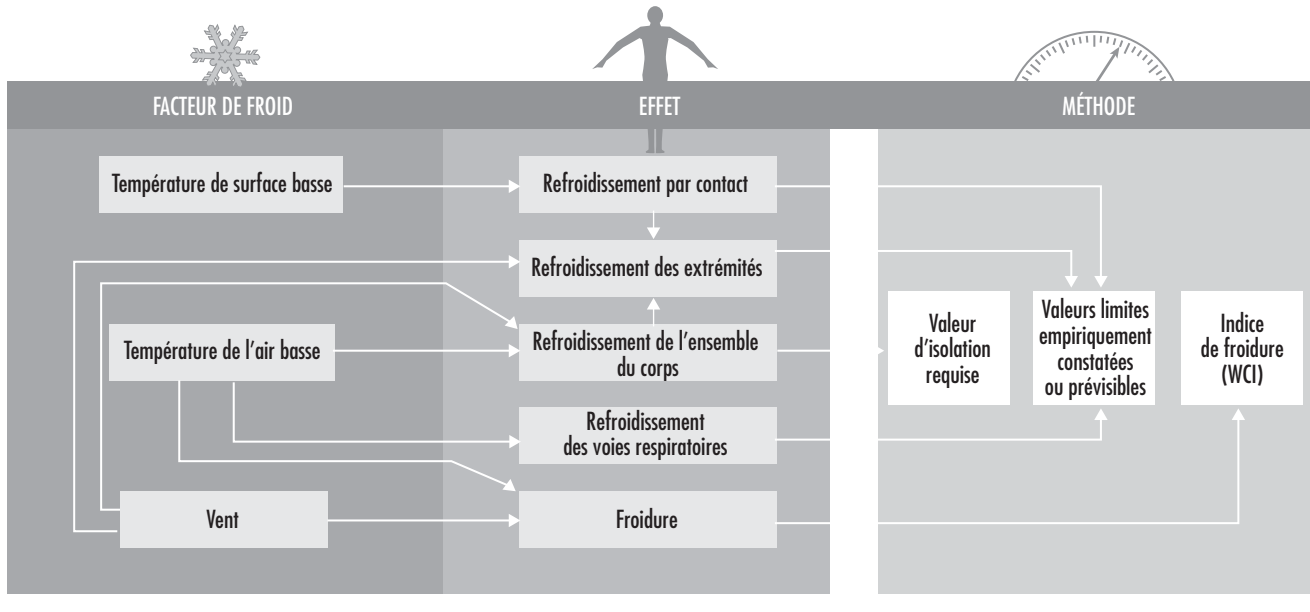 FACTEUR DE FROID
EFFET
MÉTHODE
Température de surface basse
Refroidissement par contact
Refroidissement des extrémités
Température de l'air basse
Refroidissement de l'ensemble
du corps
Valeur
d'isolation
requise
Valeurs limites
empiriquement
constatées
ou prévisibles
Indice
de froidure
(WCI)
Refroidissement
des voies respiratoires
Vent
Froidure